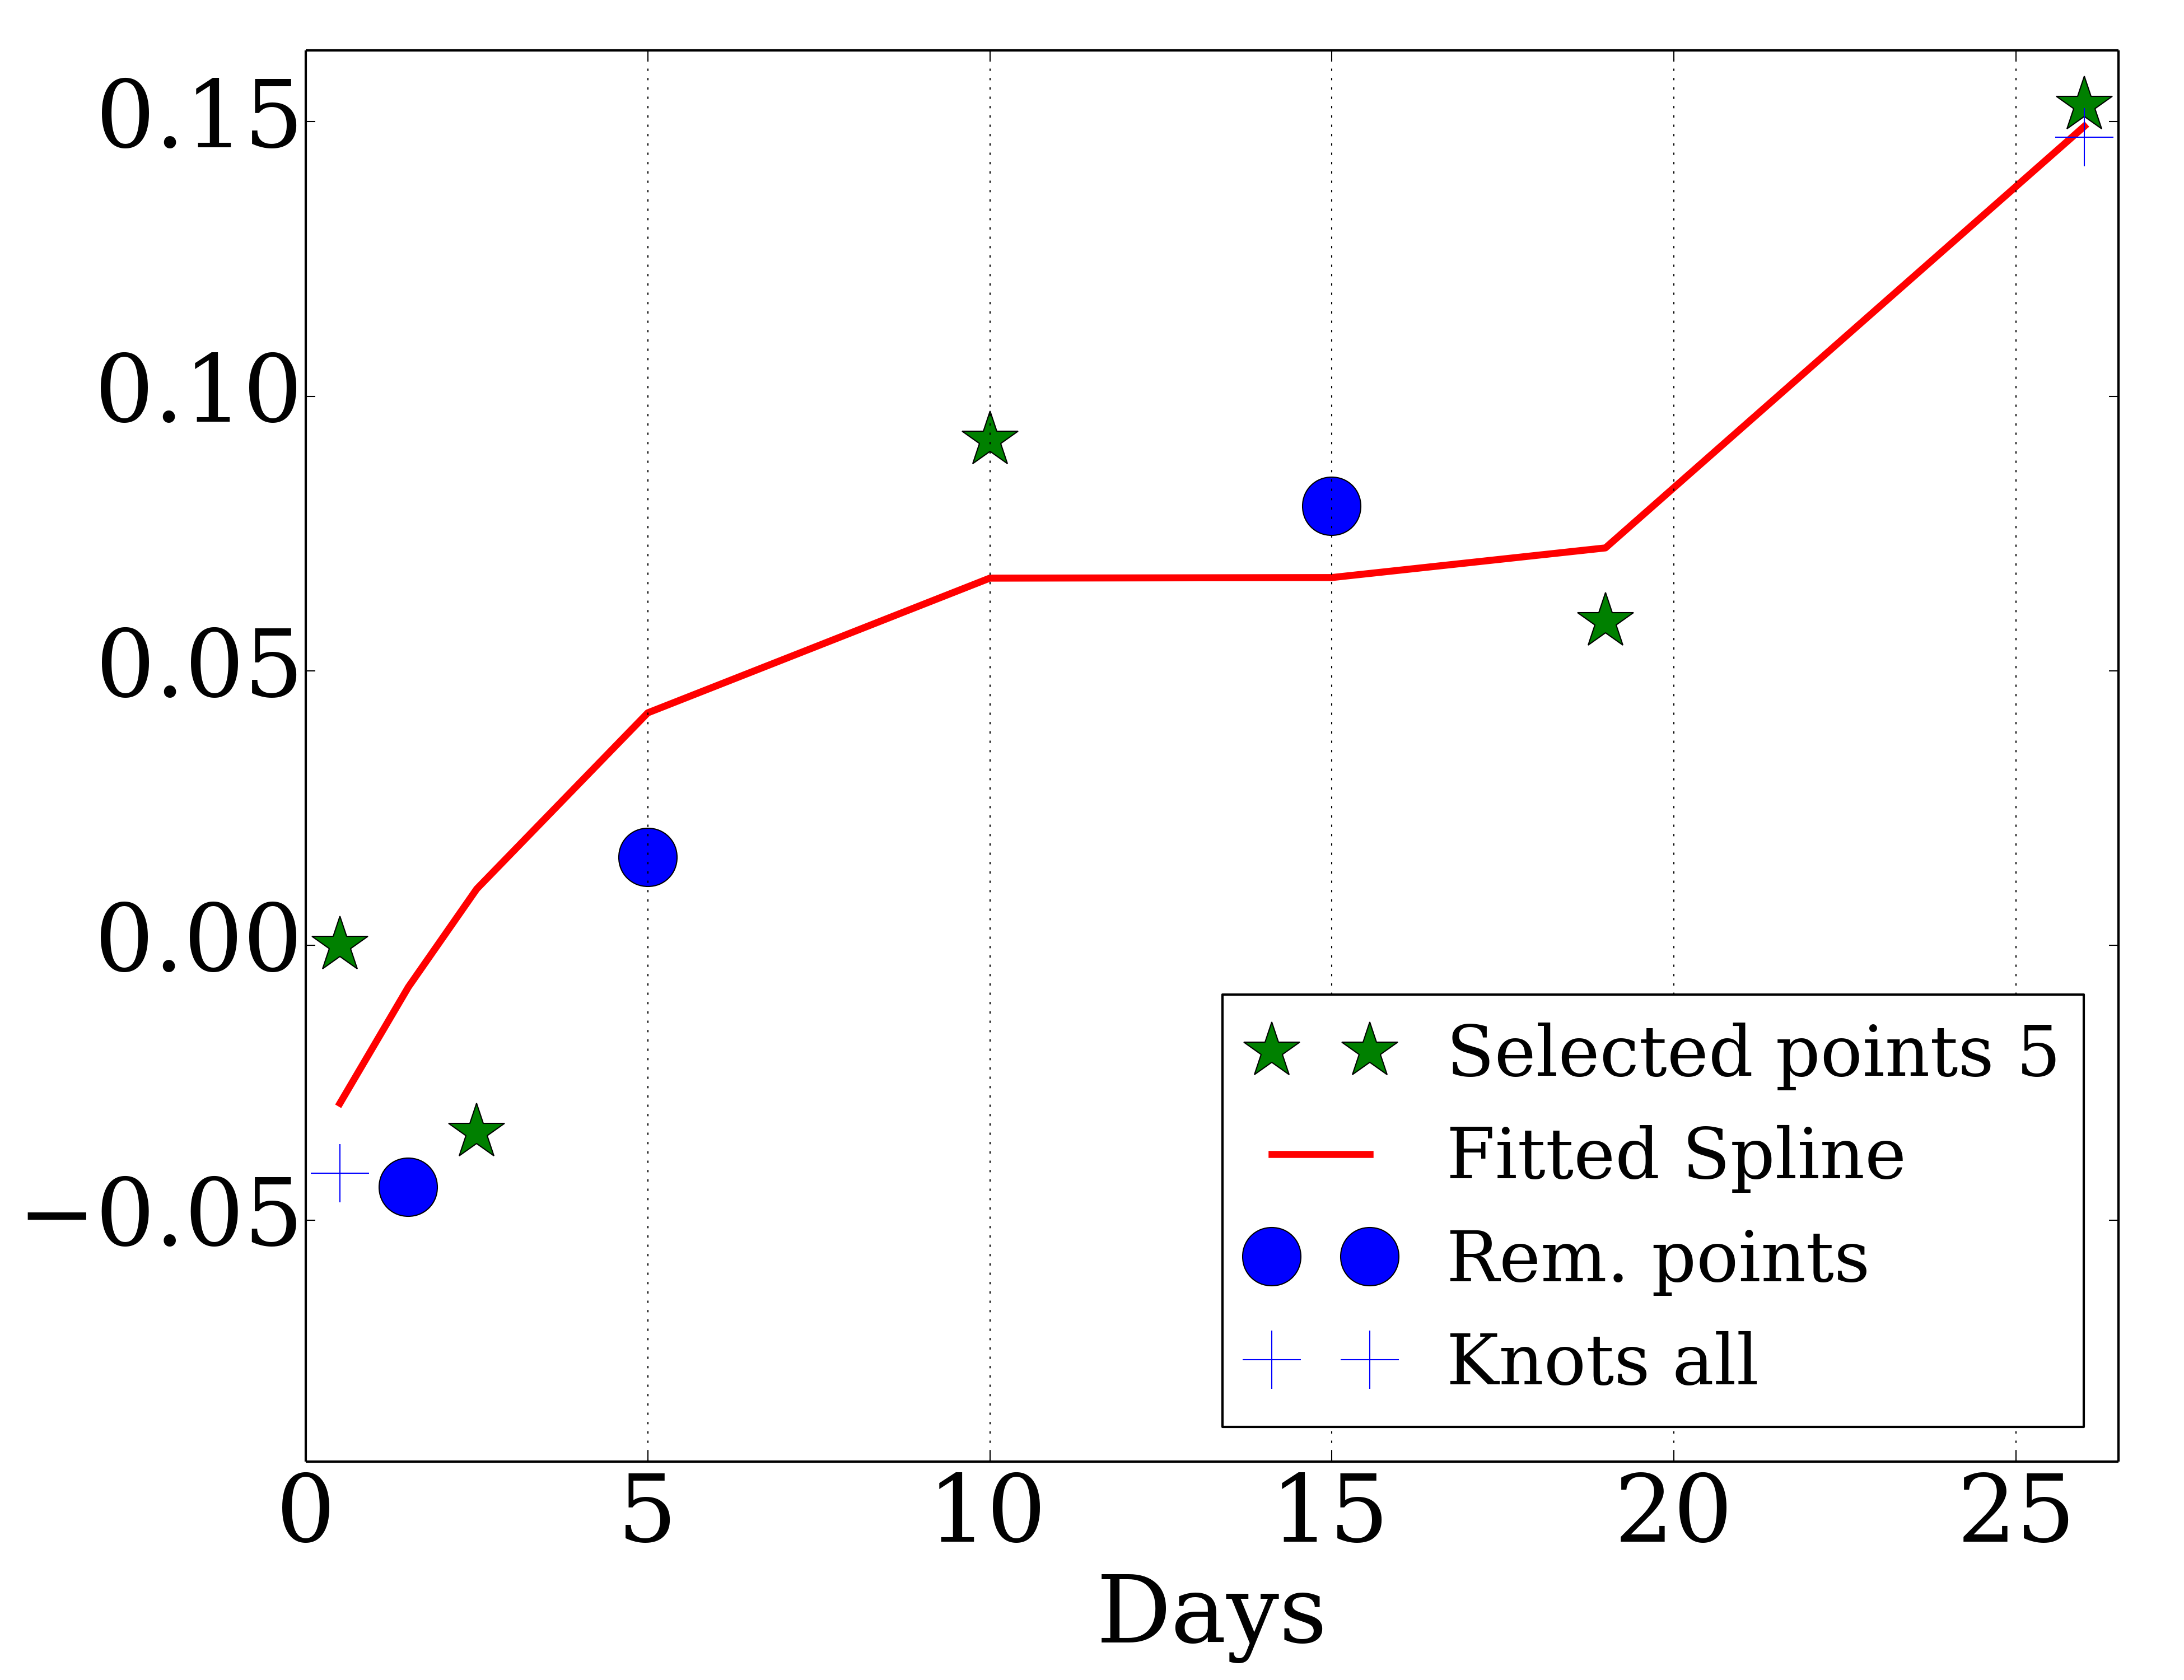 0.15
0.10
0.05
0.00
−0.05
Selected points 5
Fitted Spline
Rem. points
Knots all
0 5 10 15 20 25
Days